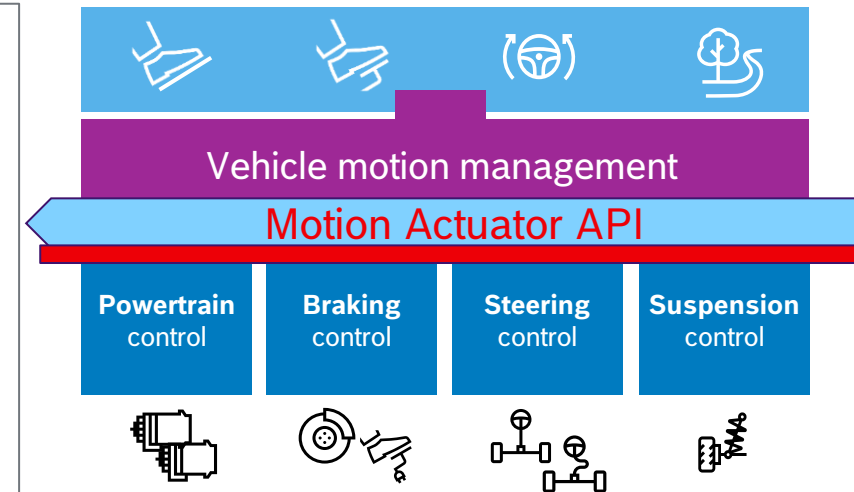 Vehicle motion management
Motion Actuator API
Powertrain
control
Braking
control
Steering
control
Suspension
control